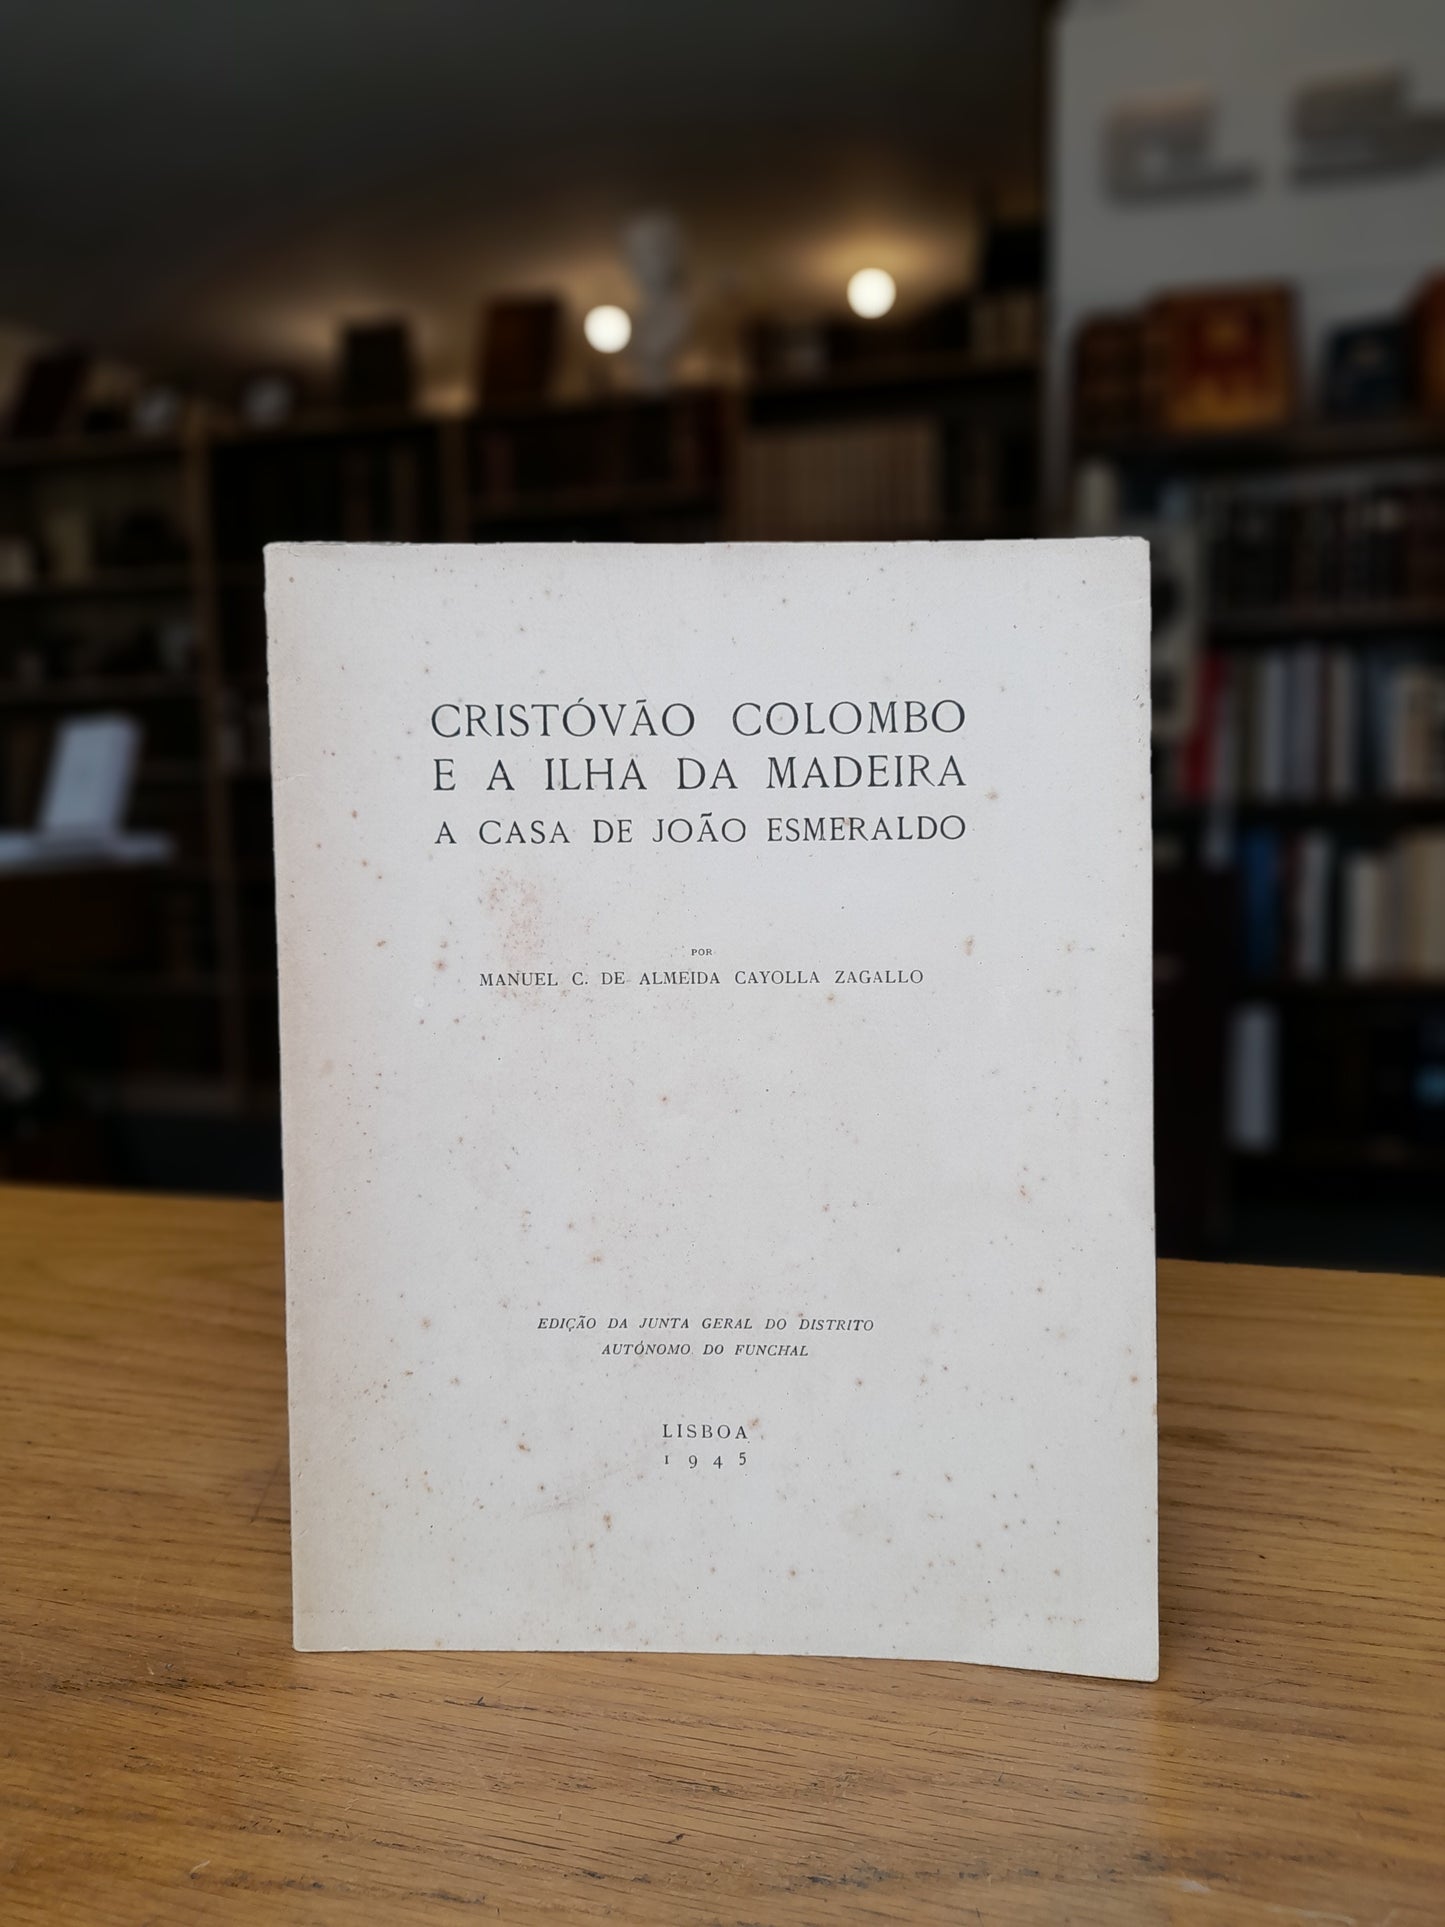 CRISTÓVÃO COLOMBO
E A ILHA DA MADEIRA
A CASA DE JOÃO ESMERALDO
POR
MANUEL C. DE ALMEIDA CAYOLLA ZAGALLO
EDIÇÃO DA JUNTA GERAL DO DISTRITO
AUTÓNOMO DO FUNCHAL
LISBOA
1945